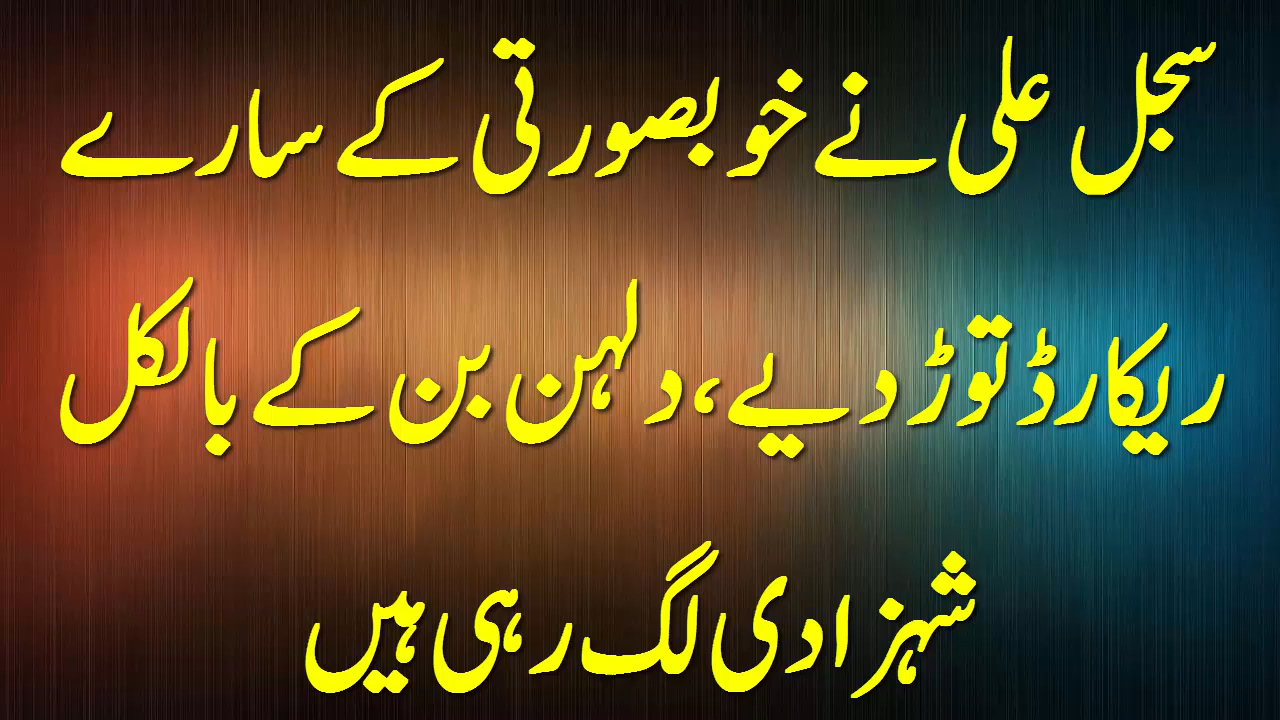 سجل علی نے خوبصورتی کے سارے
ریکارڈ توڑ دیے، دلہن بن کے بالکل
شہزادی لگ رہی ہیں